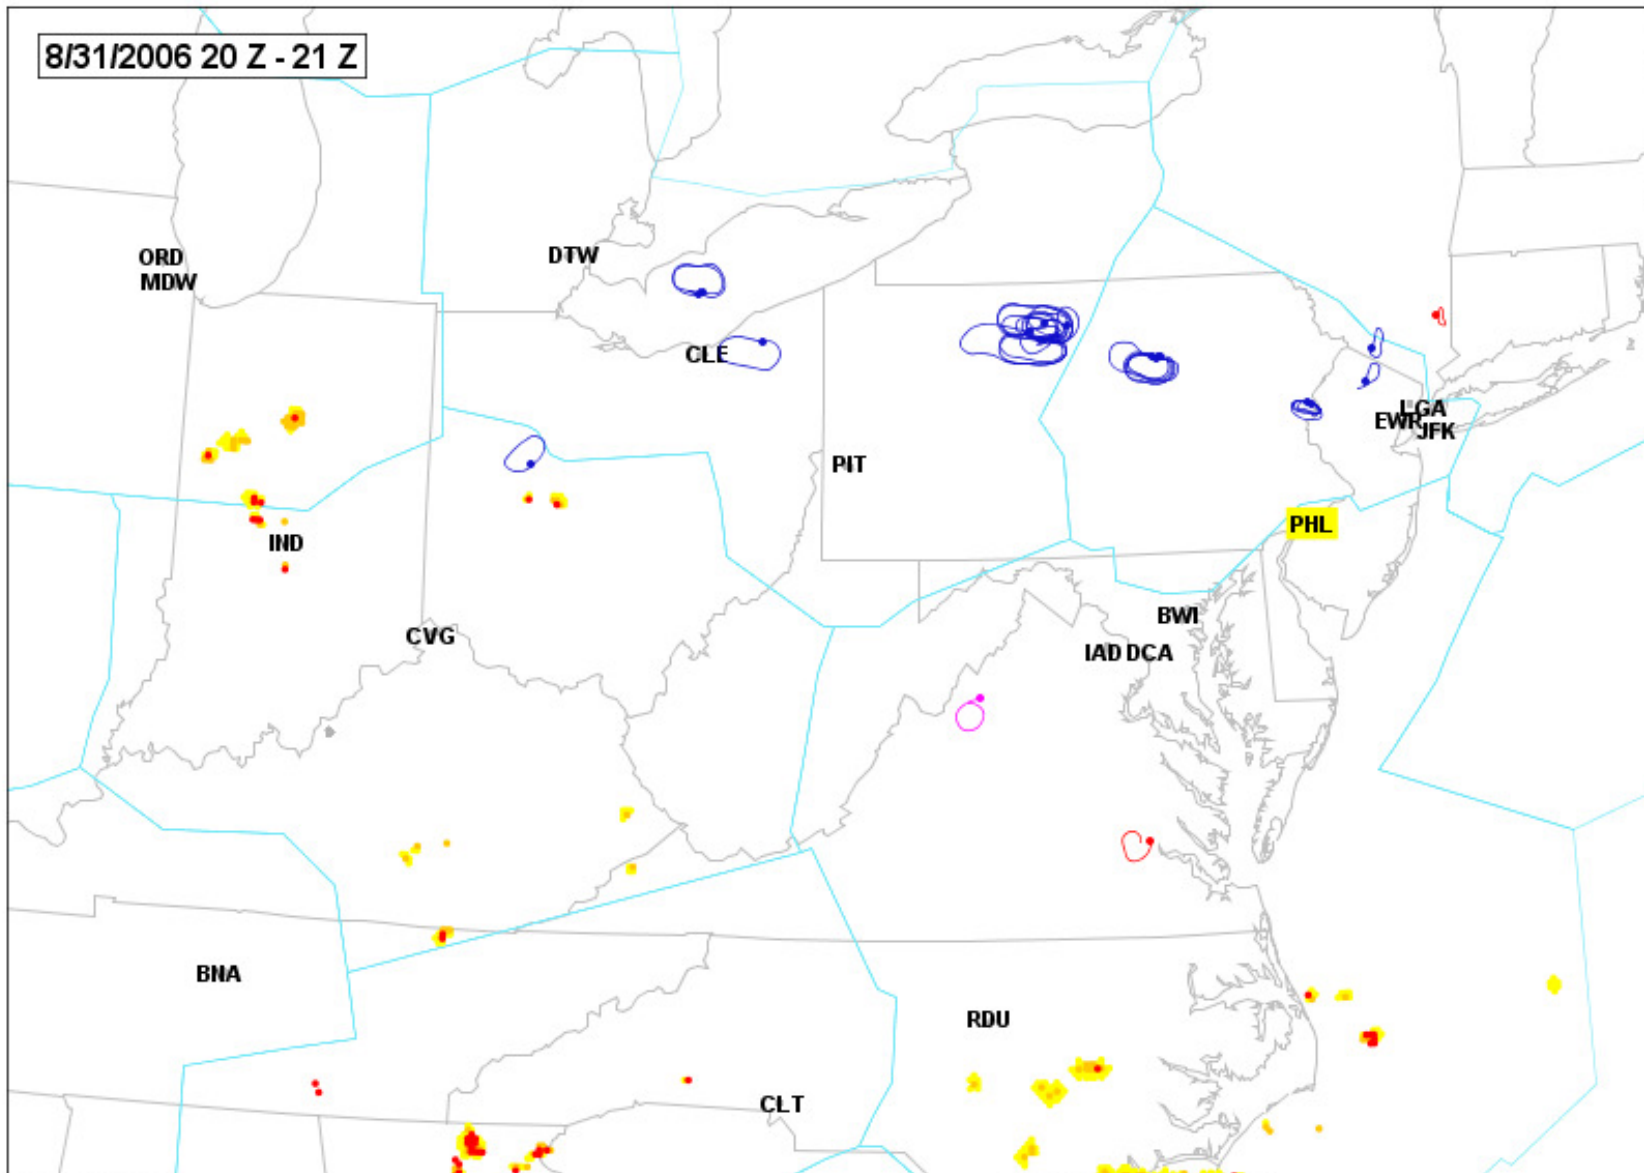 8/31/2006 20 Z - 21 Z
ORD
MDW
DTW
CLE
LGA
EWR
JFK
PIT
PHL
IND
BWI
CVG
IAD DCA
BNA
RDU
CLT